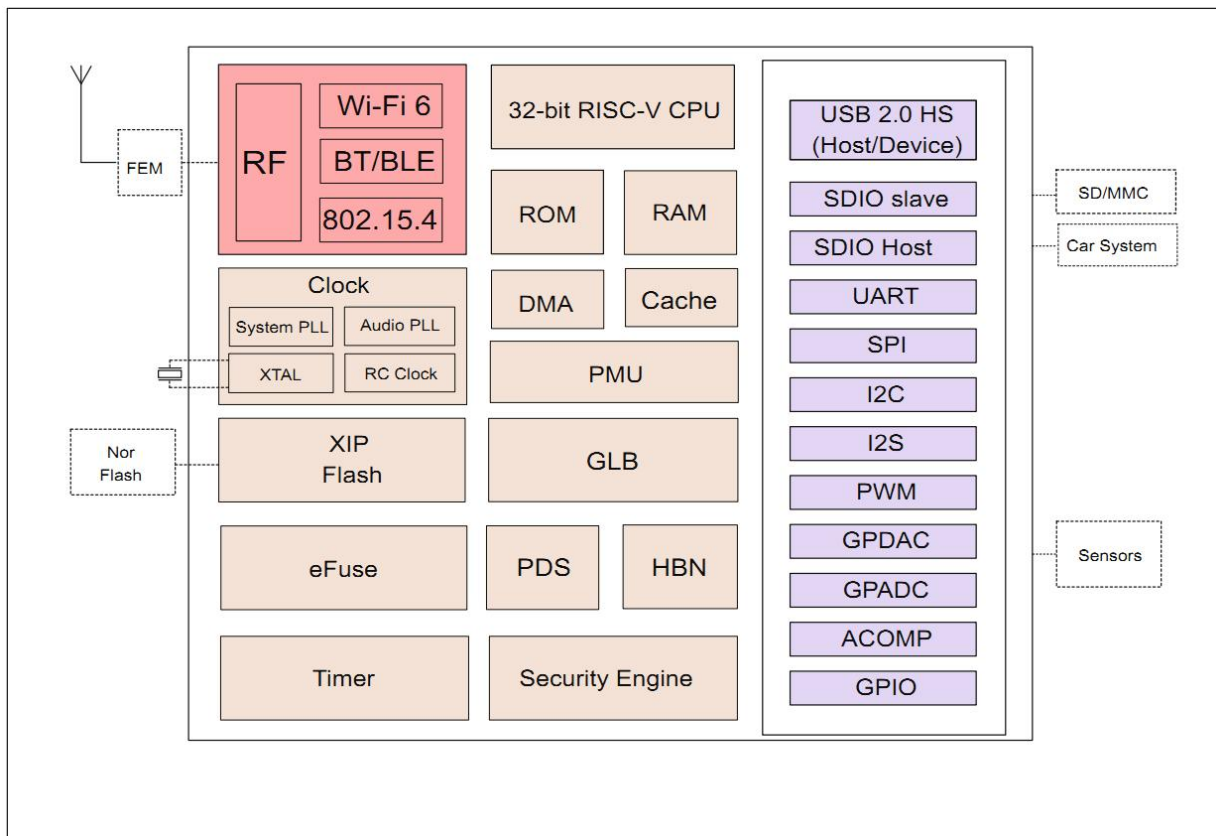 FEM
RF
Wi-Fi 6
BT/BLE
802.15.4
Clock
System PLL
Audio PLL
XTAL
RC Clock
Nor
Flash
XIP
Flash
eFuse
Timer
32-bit RISC-V CPU
ROM
RAM
DMA
Cache
PMU
GLB
PDS
HBN
Security Engine
USB 2.0 HS
(Host/Device)
SDIO slave
SDIO Host
UART
SPI
I2C
I2S
PWM
GPDAC
GPADC
ACOMP
GPIO
SD/MMC
Car System
Sensors